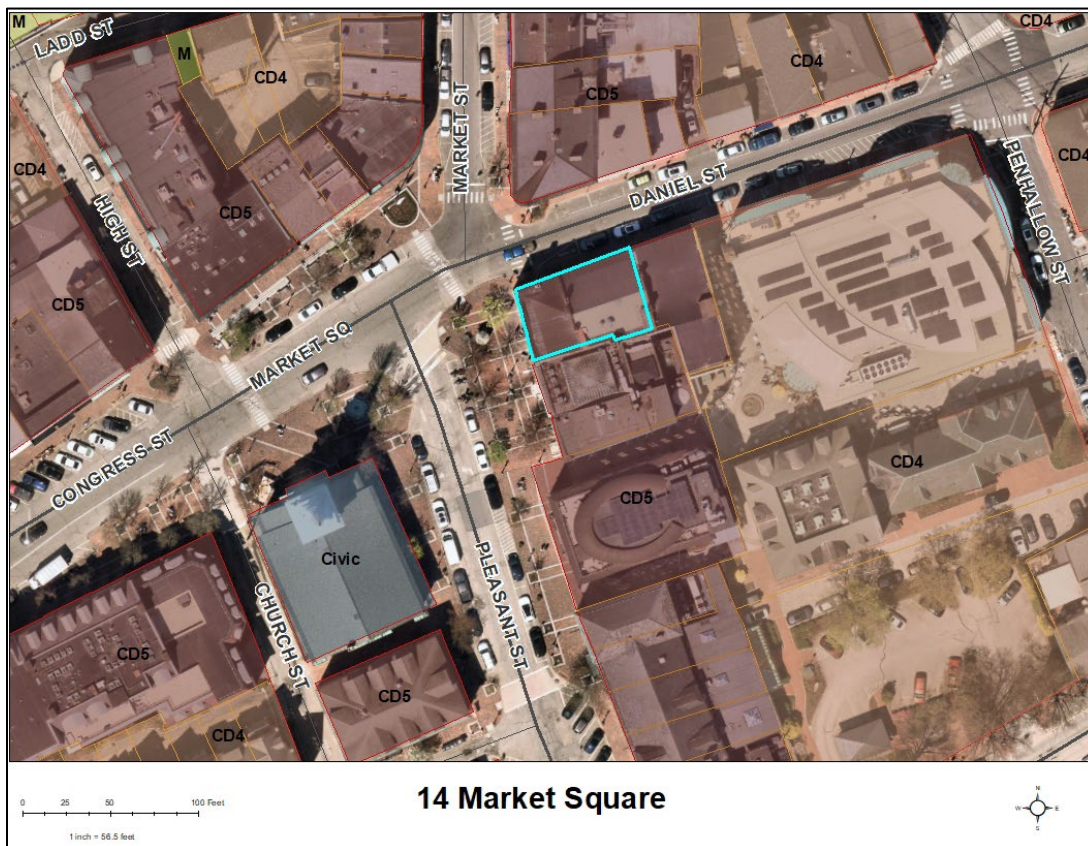 M
LADD ST
M
CD4
MARKET ST
CD5
CD4
CD4
CD4
HIGH ST
CD5
DANIEL ST
PENHALLOW ST
CD4
CD5
MARKET SQ
CONGRESS ST
CD4
CD5
Civic
PLEASANT ST
CHURCH ST
CD5
CD5
CD4
14 Market Square
0 25 50 100 Feet
1 inch = 56.5 feet
N
W E
S